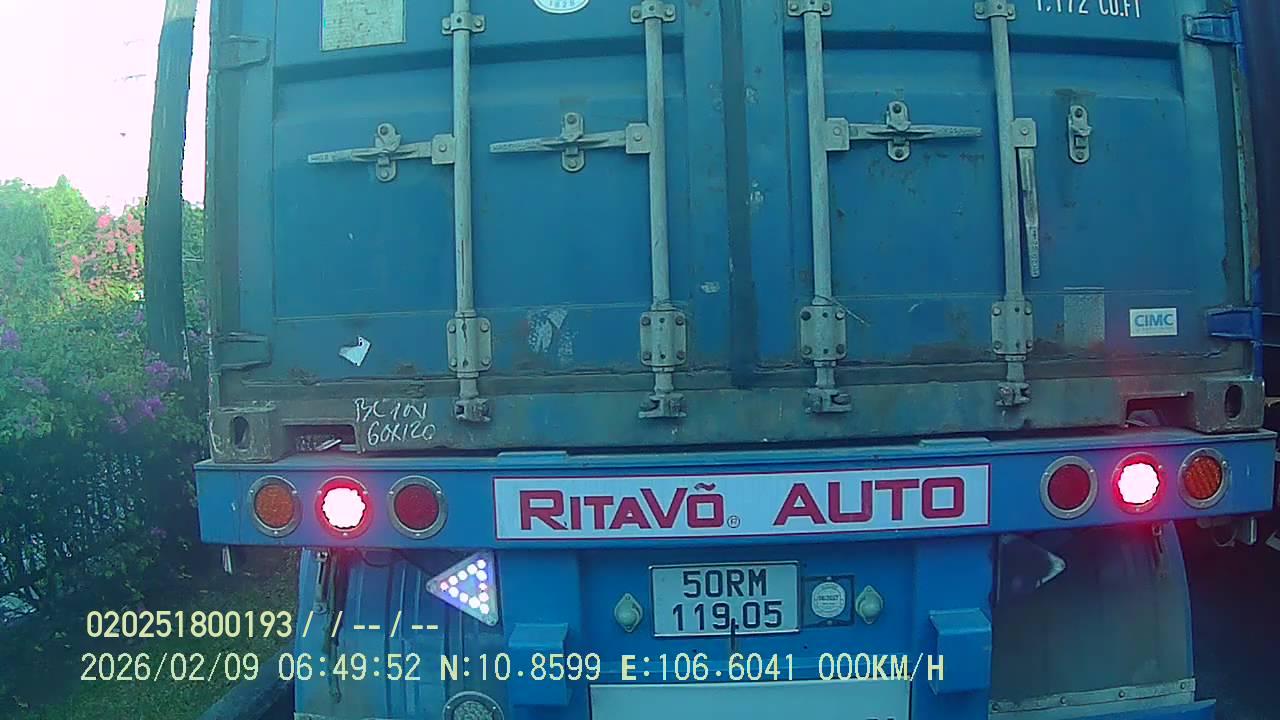 1,172 CU.FT
CIMC
60X120
RITAVÕ® AUTO
50RM
119.05
020251800193 / / -- / --
2026/02/09 06:49:52 N:10.8599 E:106.6041 000KM/H